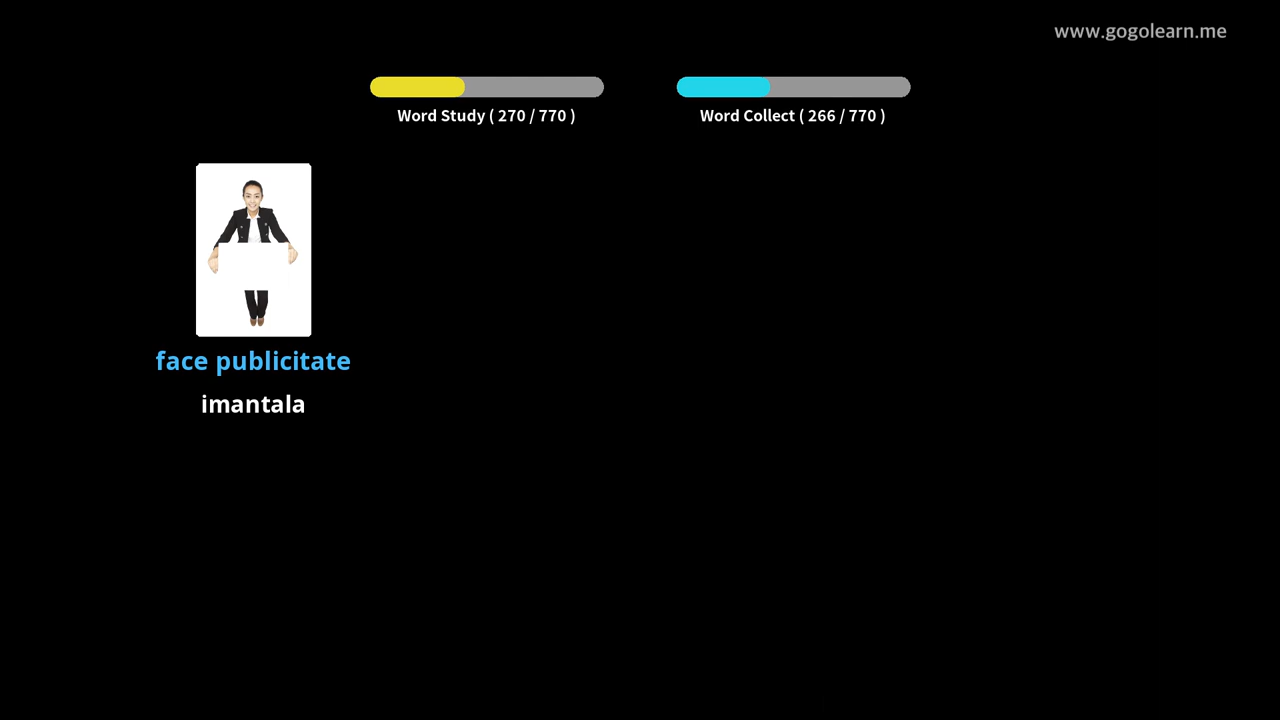 www.gogolearn.me
Word Study ( 270 / 770 )
Word Collect ( 266 / 770 )
face publicitate
imantala